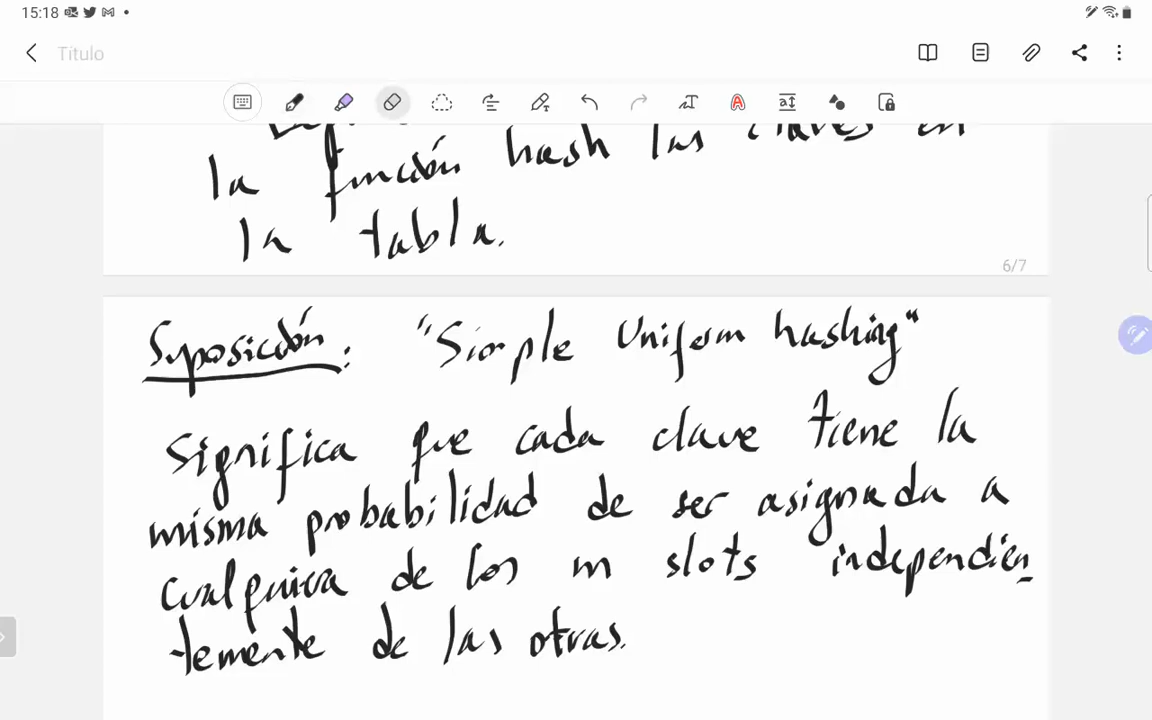 15:18
Título
hash las claves en
la función
la tabla.
6/7
Suposición: "Simple Uniform hashing"
Significa que cada clave tiene la
misma probabilidad de ser asignada a
cualquiera de los m slots independien_
temente de las otras.